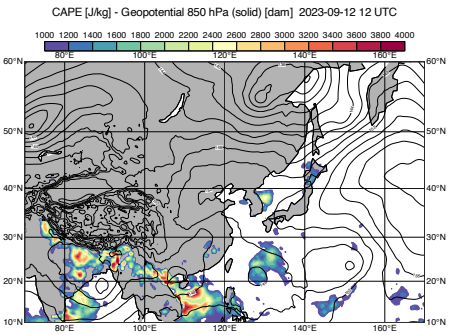 CAPE [J/kg] - Geopotential 850 hPa (solid) [dam] 2023-09-12 12 UTC
1000 1200 1400 1600 1800 2000 2200 2400 2600 2800 3000 3200 3400 3600 3800 4000
80°E 100°E 120°E 140°E 160°E
60°N 60°N
50°N 50°N
40°N 40°N
30°N 30°N
20°N 20°N
10°N 10°N
80°E 100°E 120°E 140°E 160°E